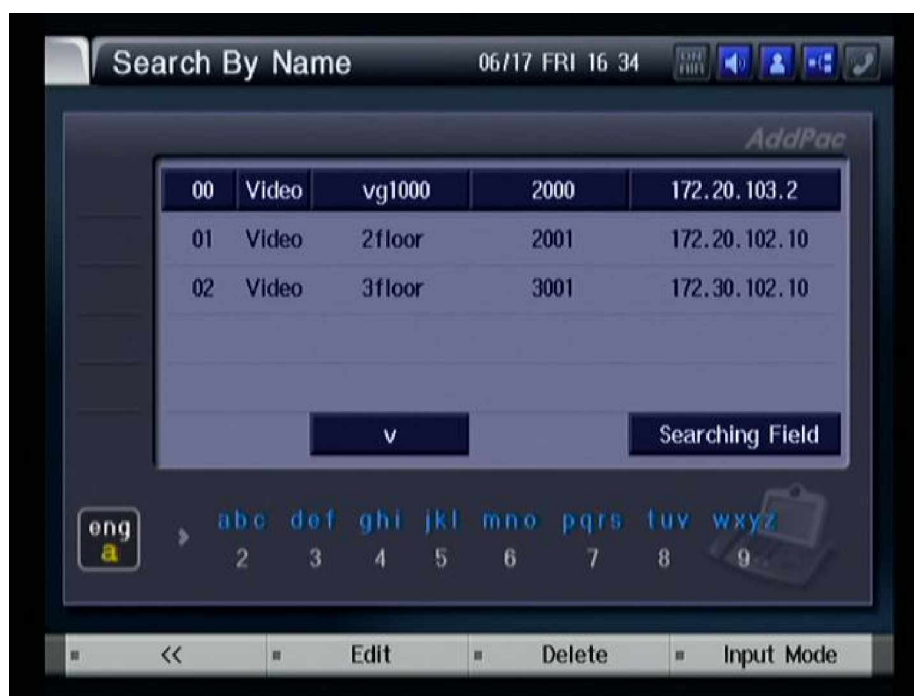 Search By Name 06/17 FRI 16 34
AddPac
00 Video vg1000 2000 172.20.103.2
01 Video 2floor 2001 172.20.102.10
02 Video 3floor 3001 172.30.102.10
v Searching Field
eng
a
abc def ghi jkl mno pqrs tuv wxyz
2 3 4 5 6 7 8 9..
<< Edit Delete Input Mode